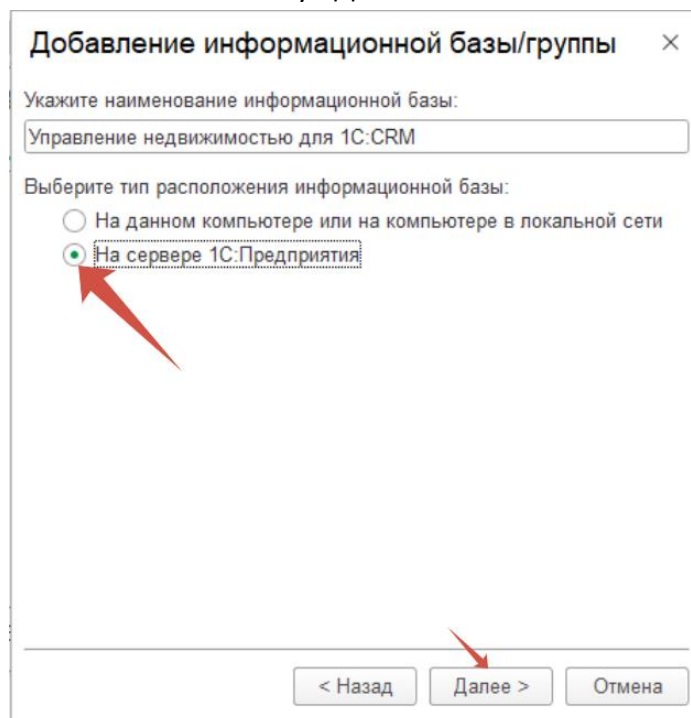 Добавление информационной базы/группы
Укажите наименование информационной базы:
Управление недвижимостью для 1С:CRM
Выберите тип расположения информационной базы:
На данном компьютере или на компьютере в локальной сети
На сервере 1С:Предприятия
< Назад
Далее >
Отмена